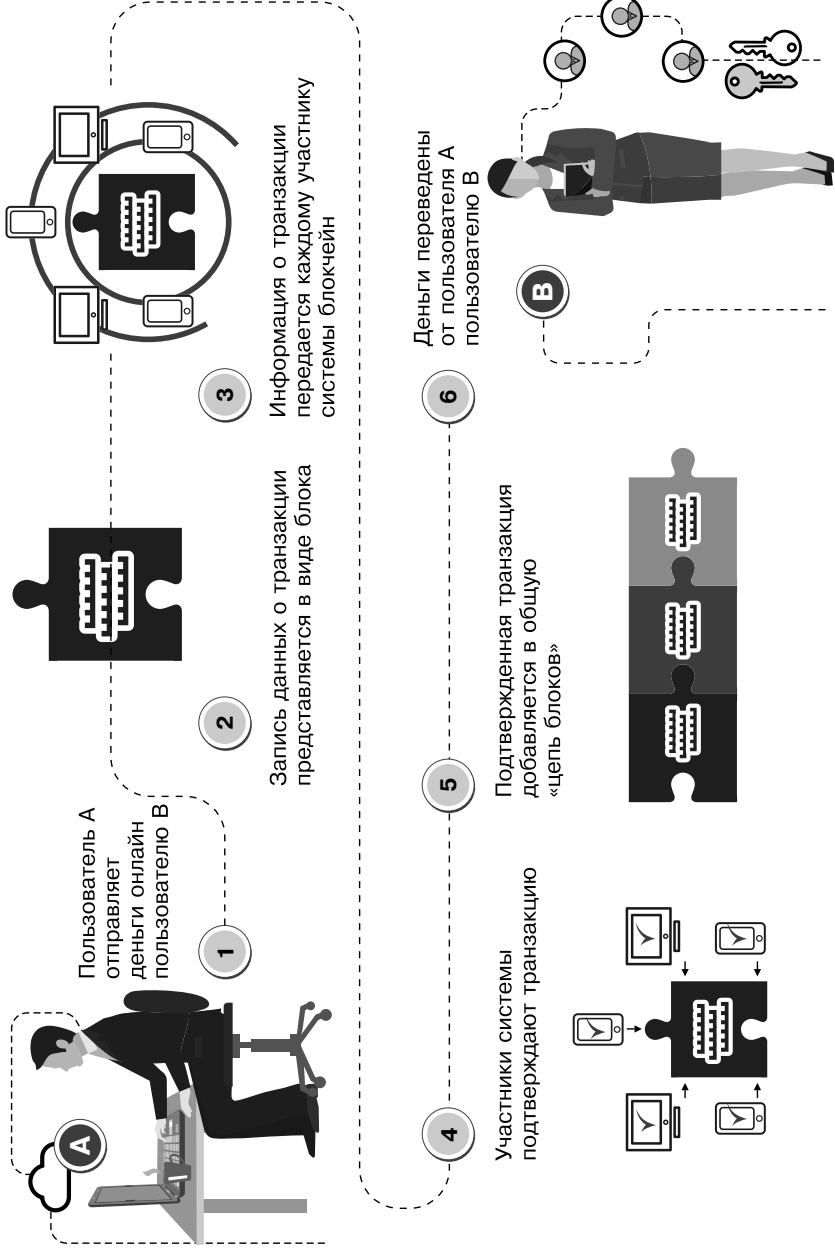 A
1
Пользователь А
отправляет
деньги онлайн
пользователю В
2
Запись данных о транзакции
представляется в виде блока
3
Информация о транзакции
передается каждому участнику
системы блокчейн
4
Участники системы
подтверждают транзакцию
5
Подтвержденная транзакция
добавляется в общую
«цепь блоков»
6
Деньги переведены
от пользователя А
пользователю В
B